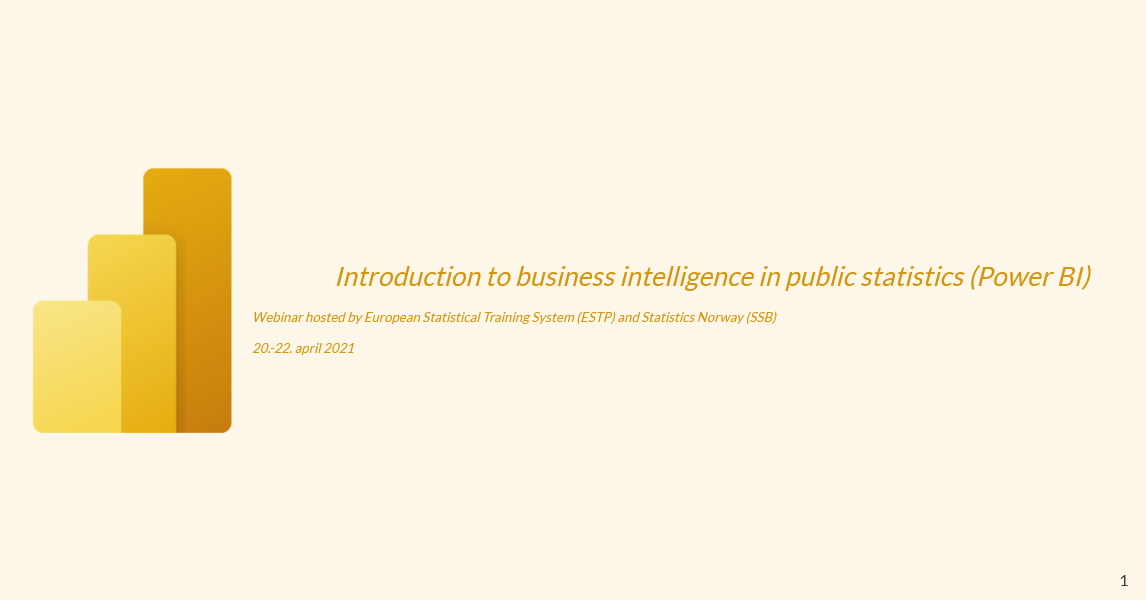 Introduction to business intelligence in public statistics (Power BI)
Webinar hosted by European Statistical Training System (ESTP) and Statistics Norway (SSB)
20.-22. april 2021
1